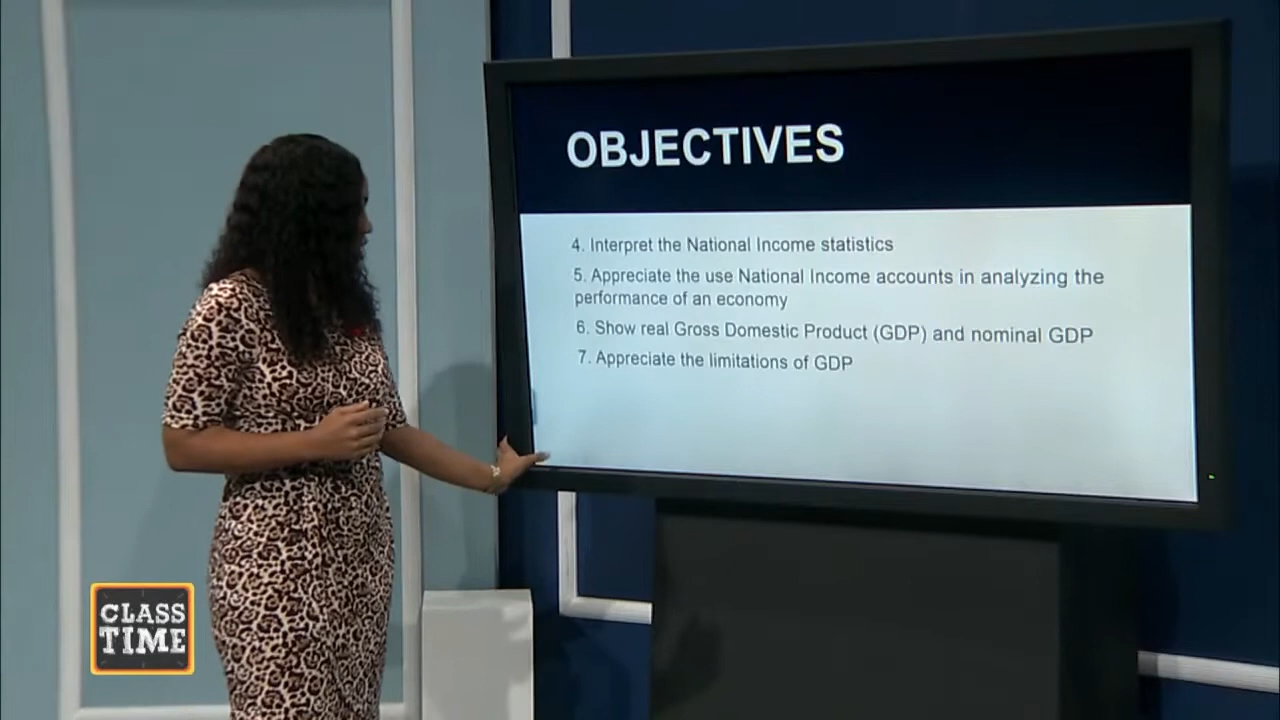 OBJECTIVES
4. Interpret the National Income statistics
5. Appreciate the use National Income accounts in analyzing the
performance of an economy
6. Show real Gross Domestic Product (GDP) and nominal GDP
7. Appreciate the limitations of GDP
CLASS
TIME